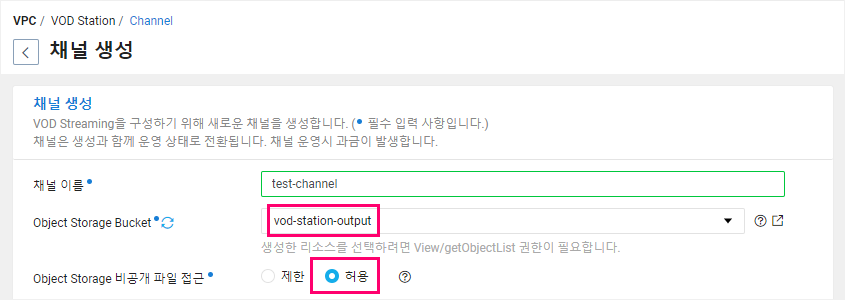 VPC / VOD Station / Channel
채널 생성
채널 생성
VOD Streaming을 구성하기 위해 새로운 채널을 생성합니다. (• 필수 입력 사항입니다.)
채널은 생성과 함께 운영 상태로 전환됩니다. 채널 운영시 과금이 발생합니다.
채널 이름• test-channel
Object Storage Bucket• vod-station-output
생성한 리소스를 선택하려면 View/getObjectList 권한이 필요합니다.
Object Storage 비공개 파일 접근• 제한 허용